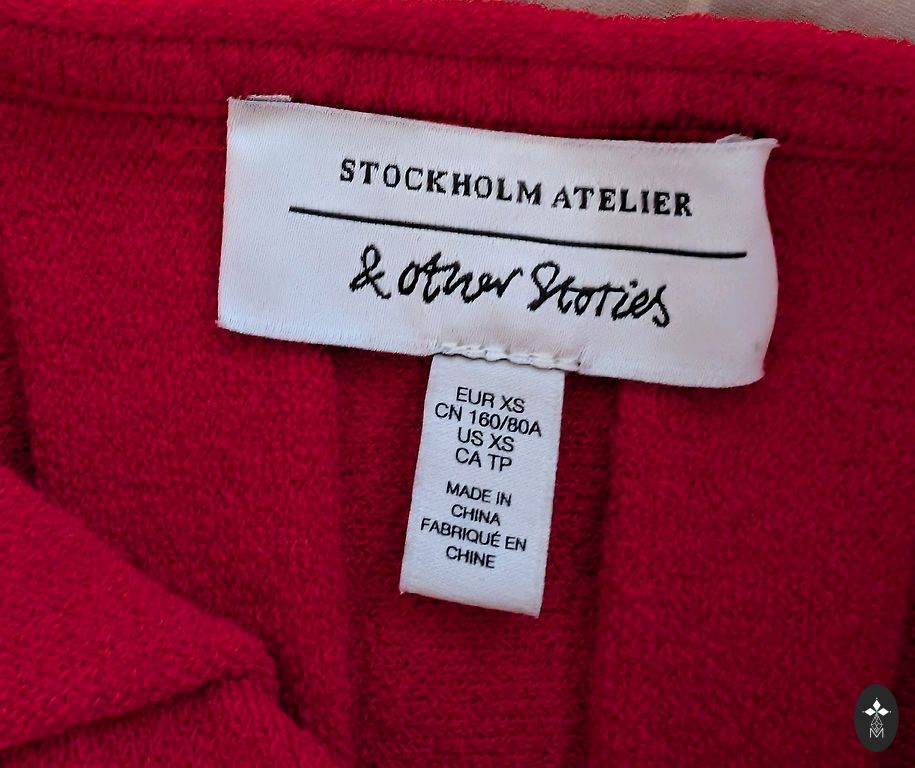 STOCKHOLM ATELIER
& other Stories
EUR XS
CN 160/80A
US XS
CA TP
MADE IN
CHINA
FABRIQUÉ EN
CHINE
M